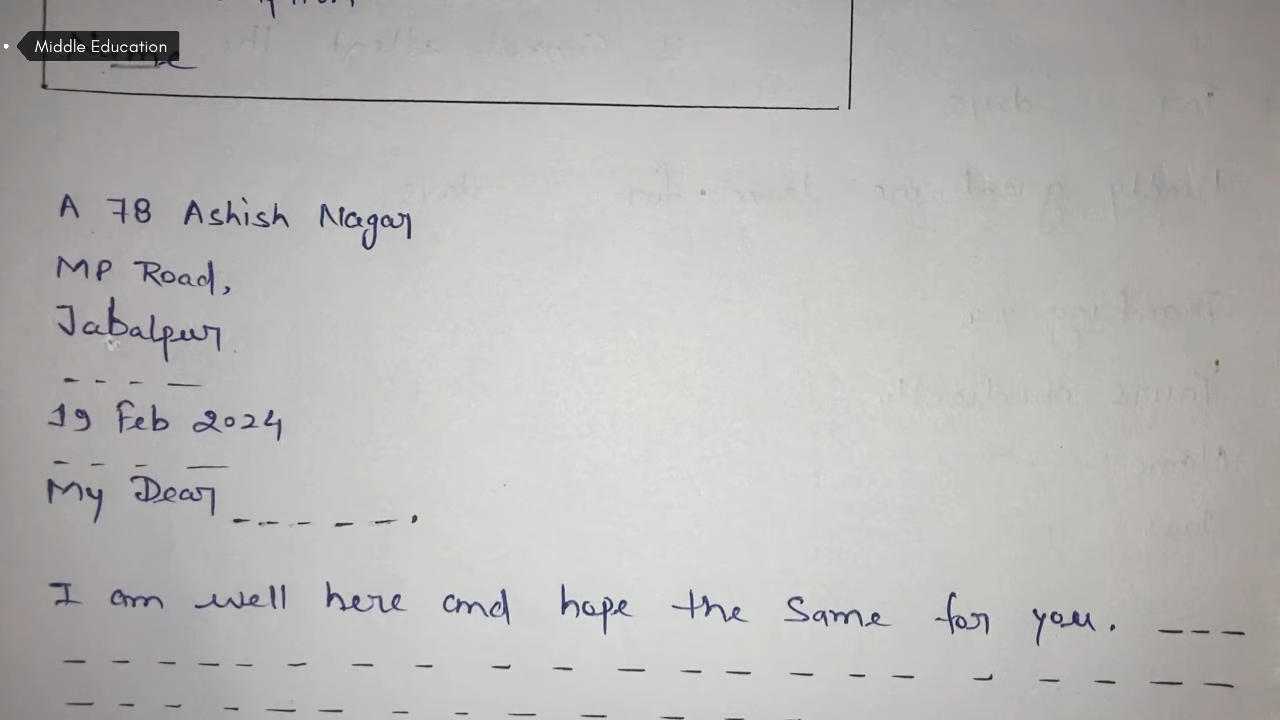 Middle Education
A 78 Ashish Nagar
MP Road,
Jabalpur
19 Feb 2024
My Dear
I am well here and hope the same for you.